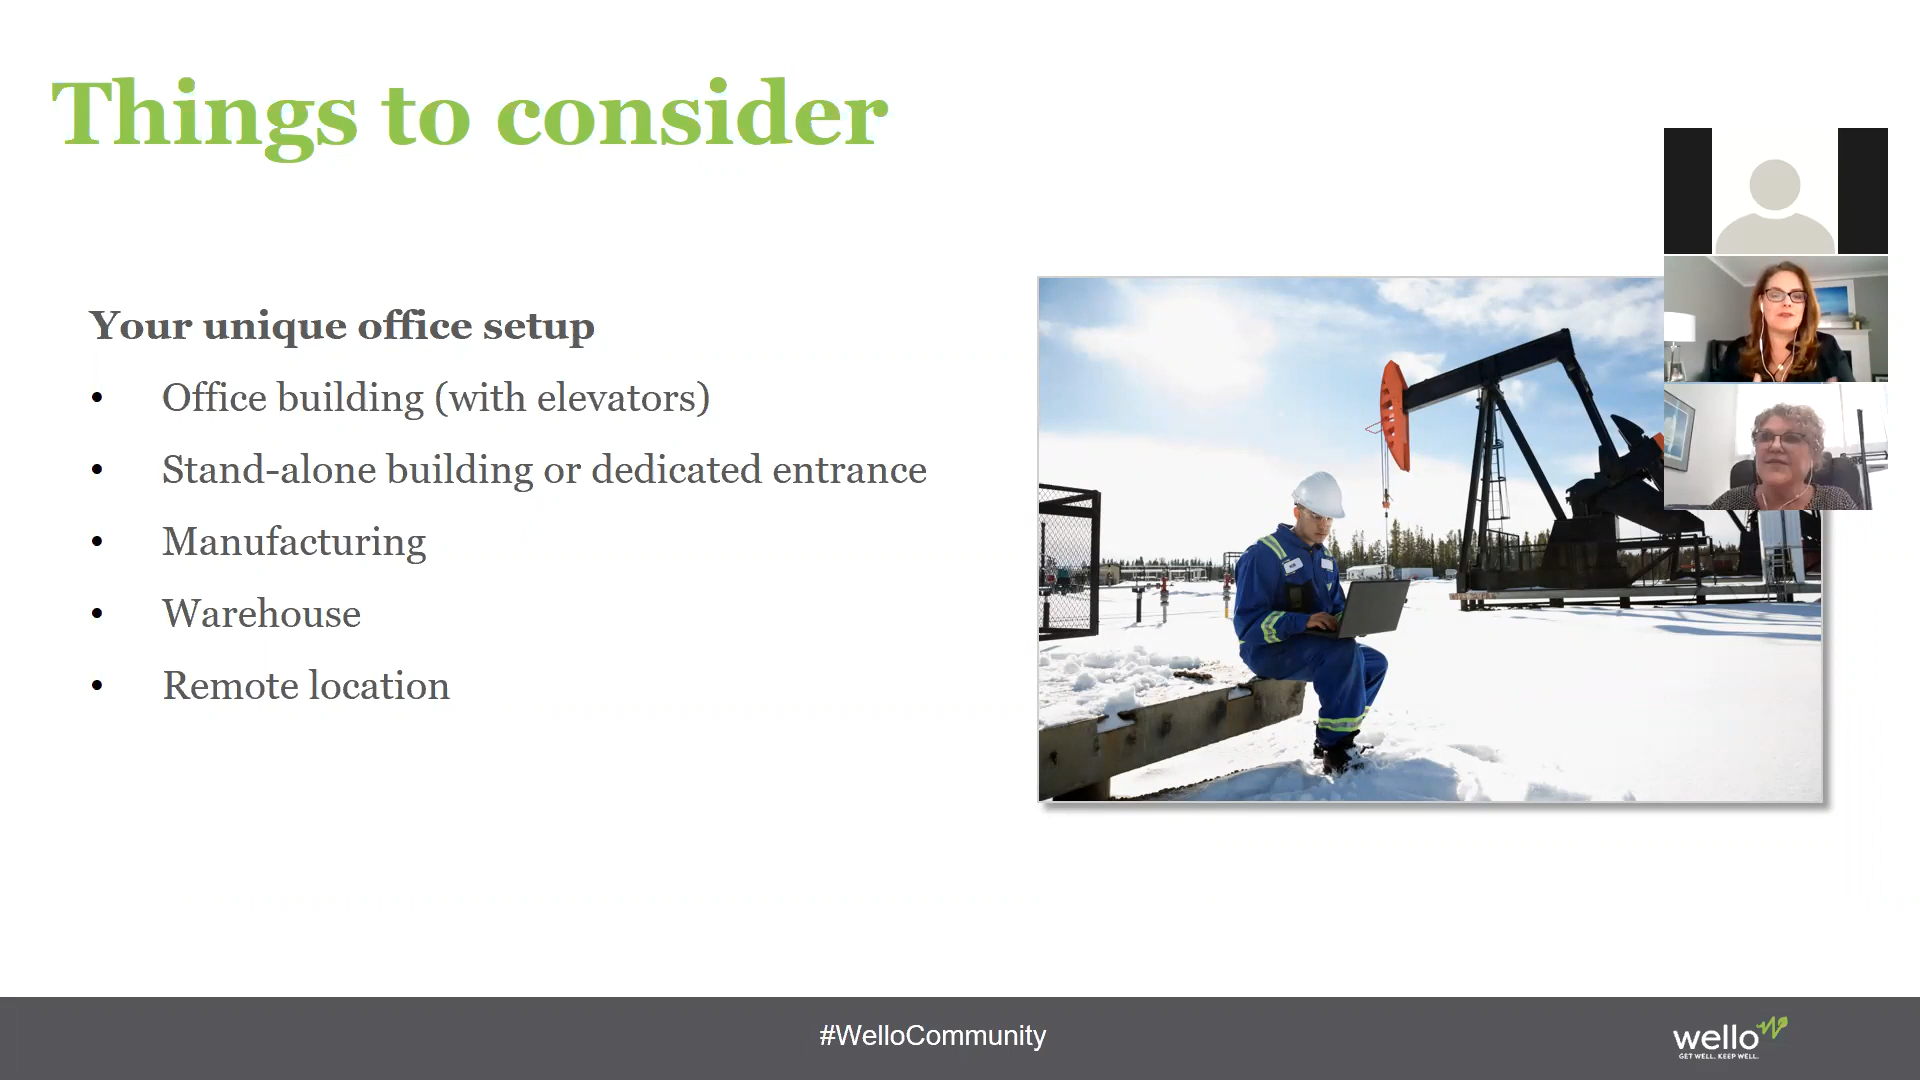 Things to consider
Your unique office setup
• Office building (with elevators)
• Stand-alone building or dedicated entrance
• Manufacturing
• Warehouse
• Remote location
#WelloCommunity
wello
GET WELL. KEEP WELL.